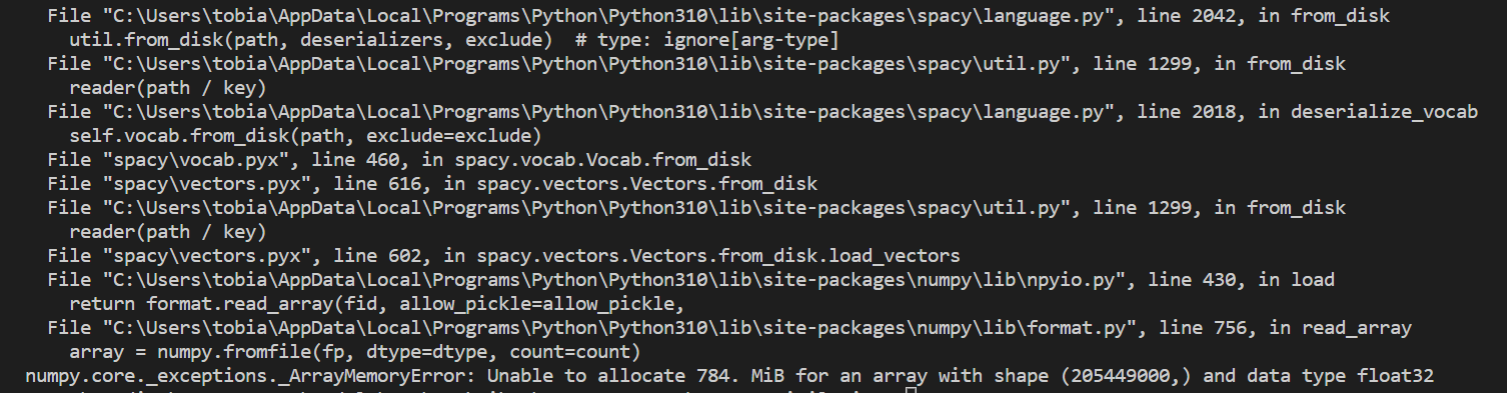 File "C:\Users\tobia\AppData\Local\Programs\Python\Python310\lib\site-packages\spacy\language.py", line 2042, in from_disk
util.from_disk(path, deserializers, exclude)  # type: ignore[arg-type]
File "C:\Users\tobia\AppData\Local\Programs\Python\Python310\lib\site-packages\spacy\util.py", line 1299, in from_disk
reader(path / key)
File "C:\Users\tobia\AppData\Local\Programs\Python\Python310\lib\site-packages\spacy\language.py", line 2018, in deserialize_vocab
self.vocab.from_disk(path, exclude=exclude)
File "spacy\vocab.pyx", line 460, in spacy.vocab.Vocab.from_disk
File "spacy\vectors.pyx", line 616, in spacy.vectors.Vectors.from_disk
File "C:\Users\tobia\AppData\Local\Programs\Python\Python310\lib\site-packages\spacy\util.py", line 1299, in from_disk
reader(path / key)
File "spacy\vectors.pyx", line 602, in spacy.vectors.Vectors.from_disk.load_vectors
File "C:\Users\tobia\AppData\Local\Programs\Python\Python310\lib\site-packages\numpy\lib\npyio.py", line 430, in load
return format.read_array(fid, allow_pickle=allow_pickle,
File "C:\Users\tobia\AppData\Local\Programs\Python\Python310\lib\site-packages\numpy\lib\format.py", line 756, in read_array
array = numpy.fromfile(fp, dtype=dtype, count=count)
numpy.core._exceptions._ArrayMemoryError: Unable to allocate 784. MiB for an array with shape (205449000,) and data type float32